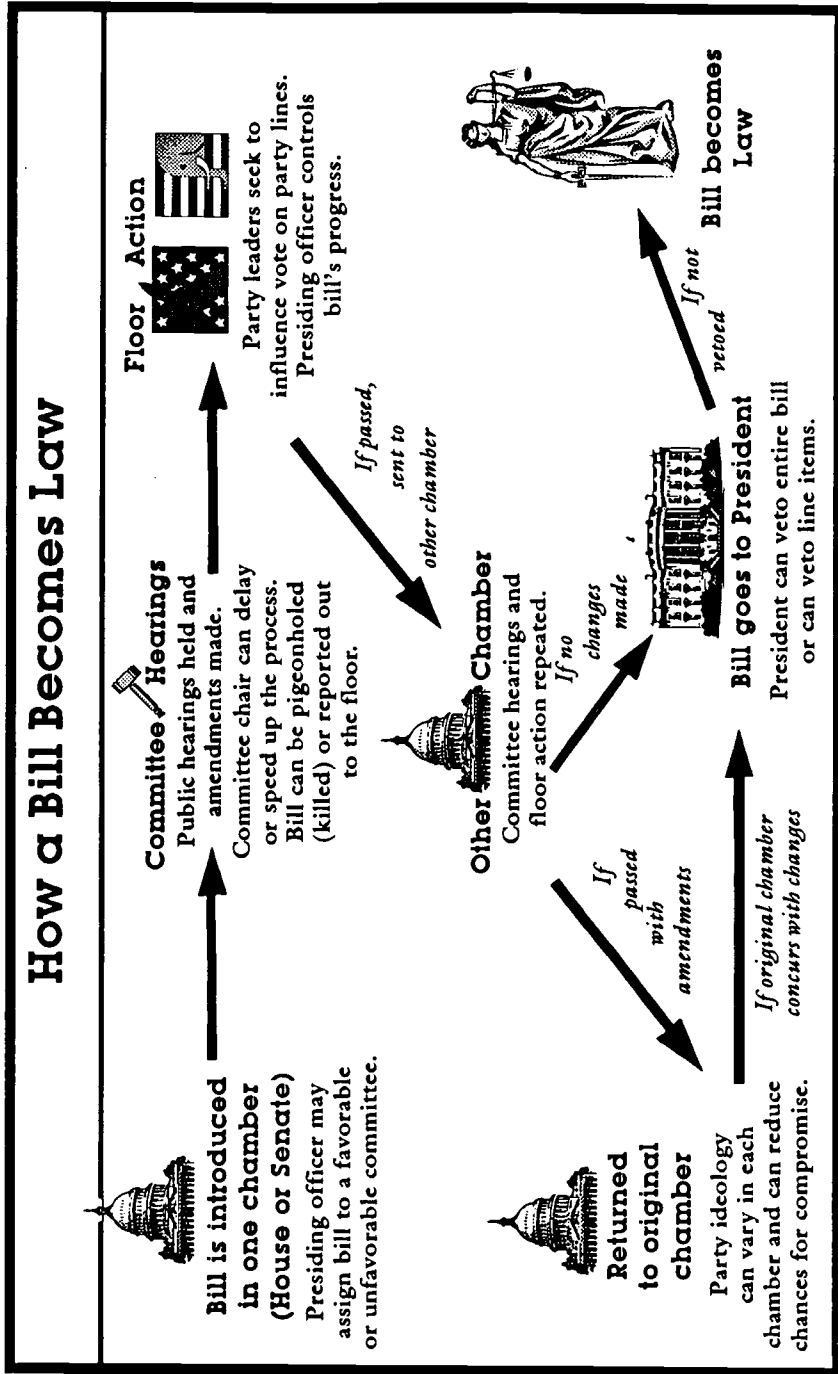 How a Bill Becomes Law
Bill is introduced
in one chamber
(House or Senate)
Presiding officer may
assign bill to a favorable
or unfavorable committee.
Committee Hearings
Public hearings held and
amendments made.
Committee chair can delay
or speed up the process.
Bill can be pigeonholed
(killed) or reported out
to the floor.
Floor Action
Party leaders seek to
influence vote on party lines.
Presiding officer controls
bill's progress.
If passed,
sent to
other chamber
Other Chamber
Committee hearings and
floor action repeated.
If no
changes
made
If
passed
with
amendments
Returned
to original
chamber
Party ideology
can vary in each
chamber and can reduce
chances for compromise.
If original chamber
concurs with changes
Bill goes to President
President can veto entire bill
or can veto line items.
If not
vetoed
Bill becomes
Law